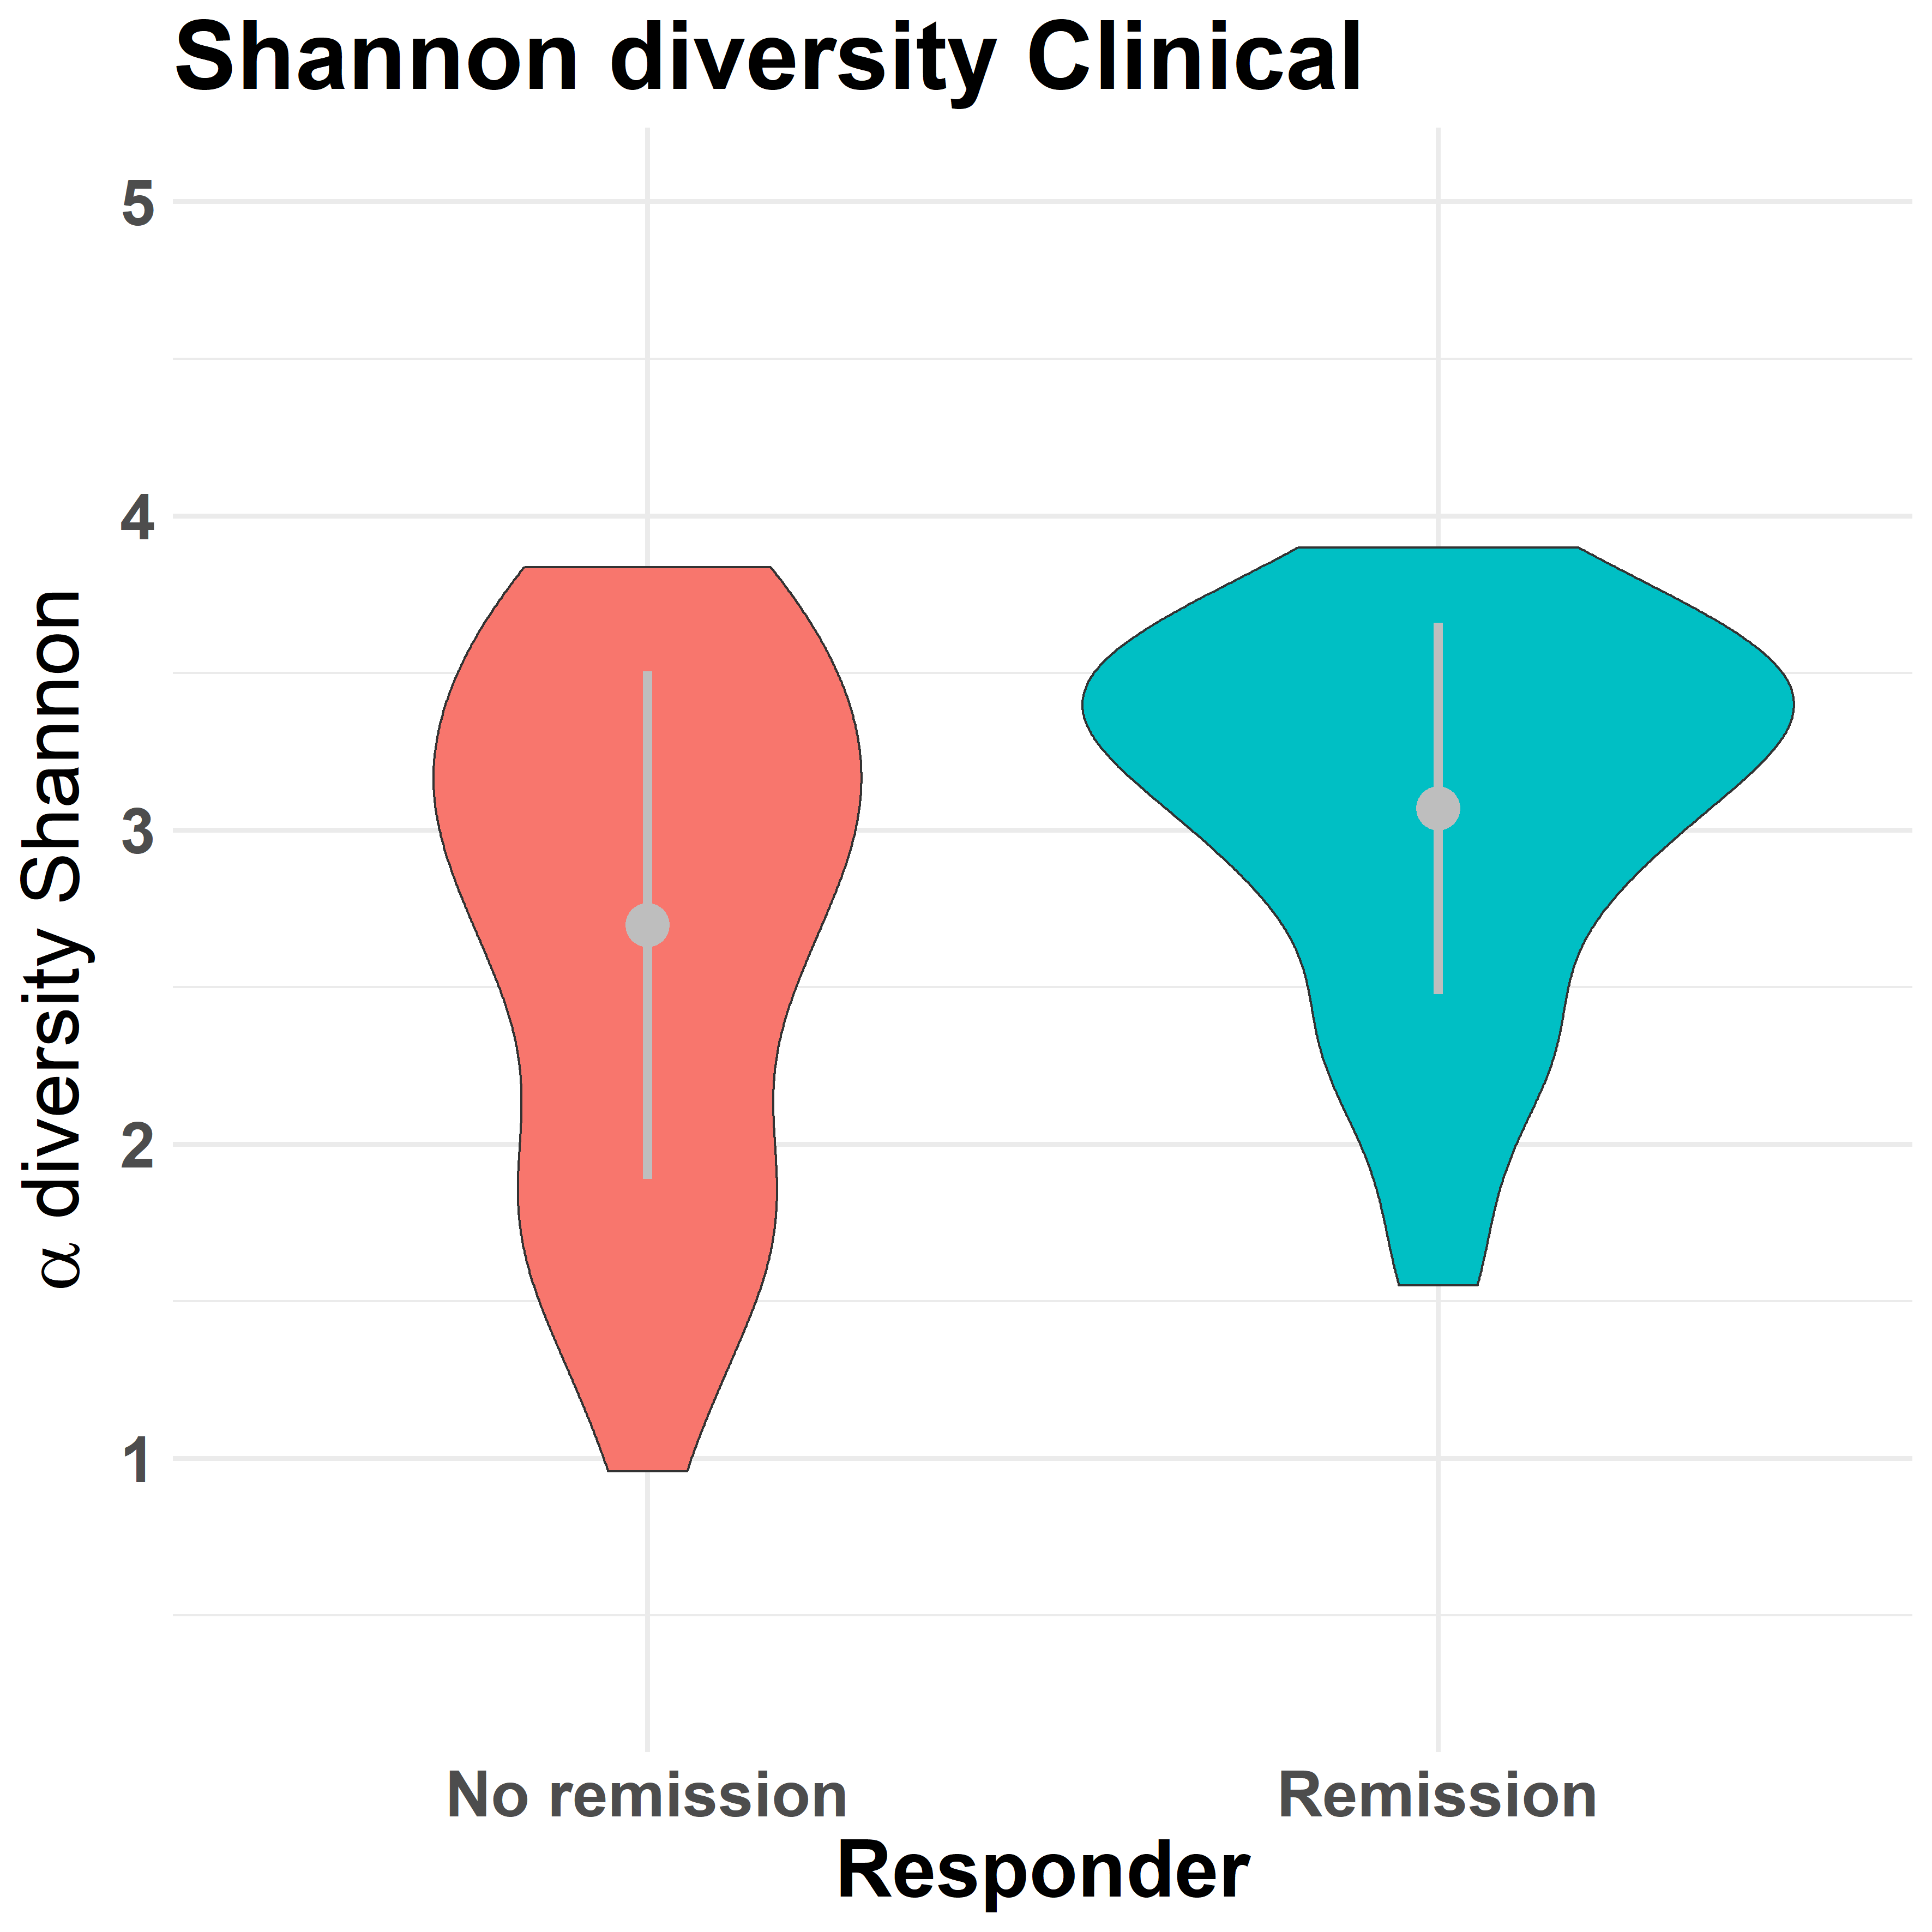 Shannon diversity Clinical
α diversity Shannon
5
4
3
2
1
No remission
Remission
Responder